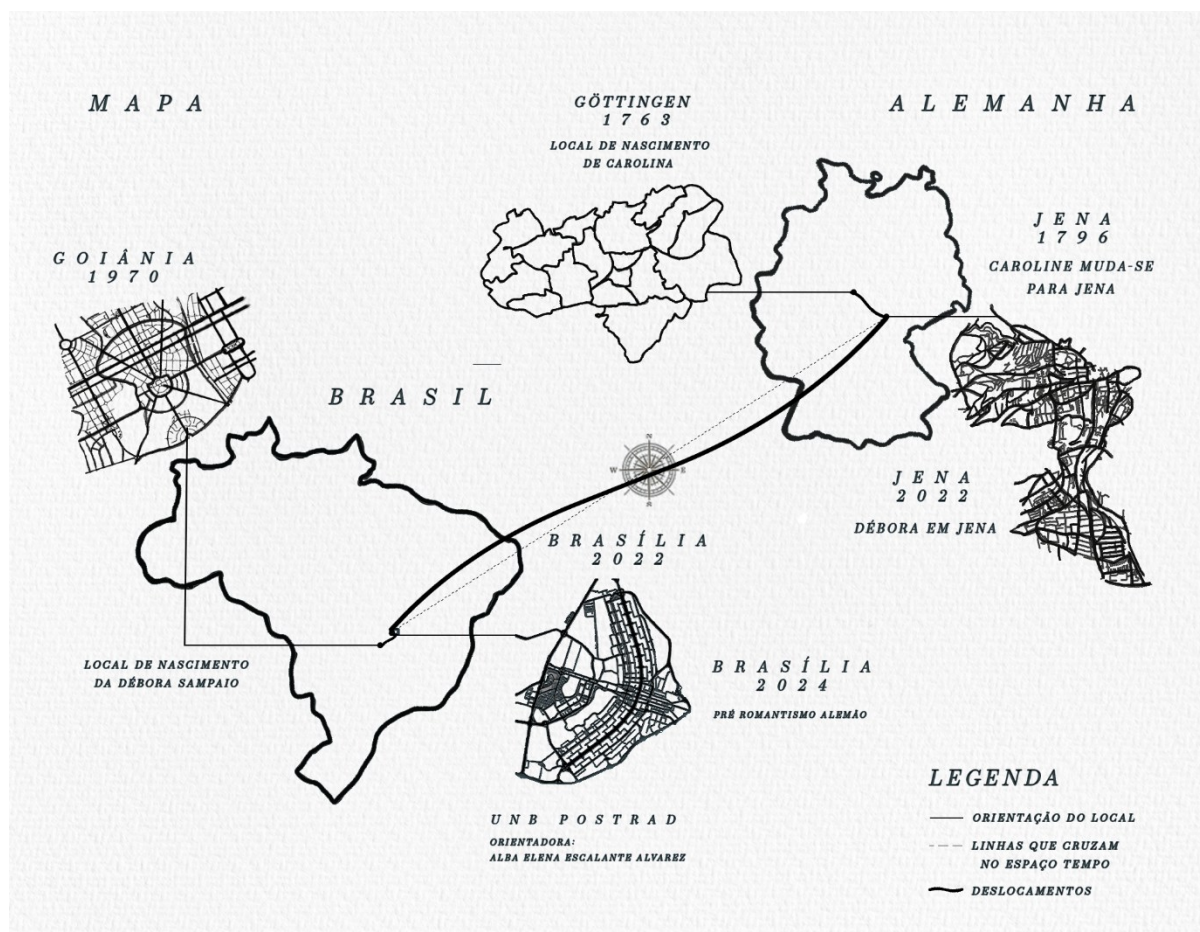 MAPA
GÖTTINGEN
1763
LOCAL DE NASCIMENTO
DE CAROLINA
ALEMANHA
JENA
1796
CAROLINE MUDA-SE
PARA JENA
GOIÂNIA
1970
BRASIL
N
W
E
S
JENA
2022
DÉBORA EM JENA
BRASÍLIA
2022
LOCAL DE NASCIMENTO
DA DÉBORA SAMPAIO
BRASÍLIA
2024
PRÉ ROMANTISMO ALEMÃO
UNB POSTRAD
ORIENTADORA:
ALBA ELENA ESCALANTE ALVAREZ
LEGENDA
ORIENTAÇÃO DO LOCAL
LINHAS QUE CRUZAM
NO ESPAÇO TEMPO
DESLOCAMENTOS